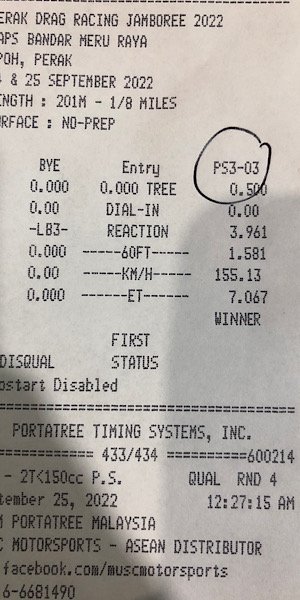 ERAK DRAG RACING JAMBOREE 2022
APS BANDAR MERU RAYA
POH, PERAK
& 25 SEPTEMBER 2022
ENGTH : 201M - 1/8 MILES
RFACE : NO-PREP
BYE Entry PS3-03
0.000 0.000 TREE 0.500
0.00 DIAL-IN 0.00
-LB3- REACTION 3.961
0.000 ------60FT------ 1.581
0.00 ------KM/H----- 155.13
0.000 -------ET------- 7.067
WINNER
FIRST
DISQUAL STATUS
ostart Disabled
PORTATREE TIMING SYSTEMS, INC.
============ 433/434 ===========600214
- 2T<150cc P.S. QUAL RND 4
tember 25, 2022 12:27:15 AM
M PORTATREE MALAYSIA
C MOTORSPORTS - ASEAN DISTRIBUTOR
facebook.com/muscmotorsports
6-6681490